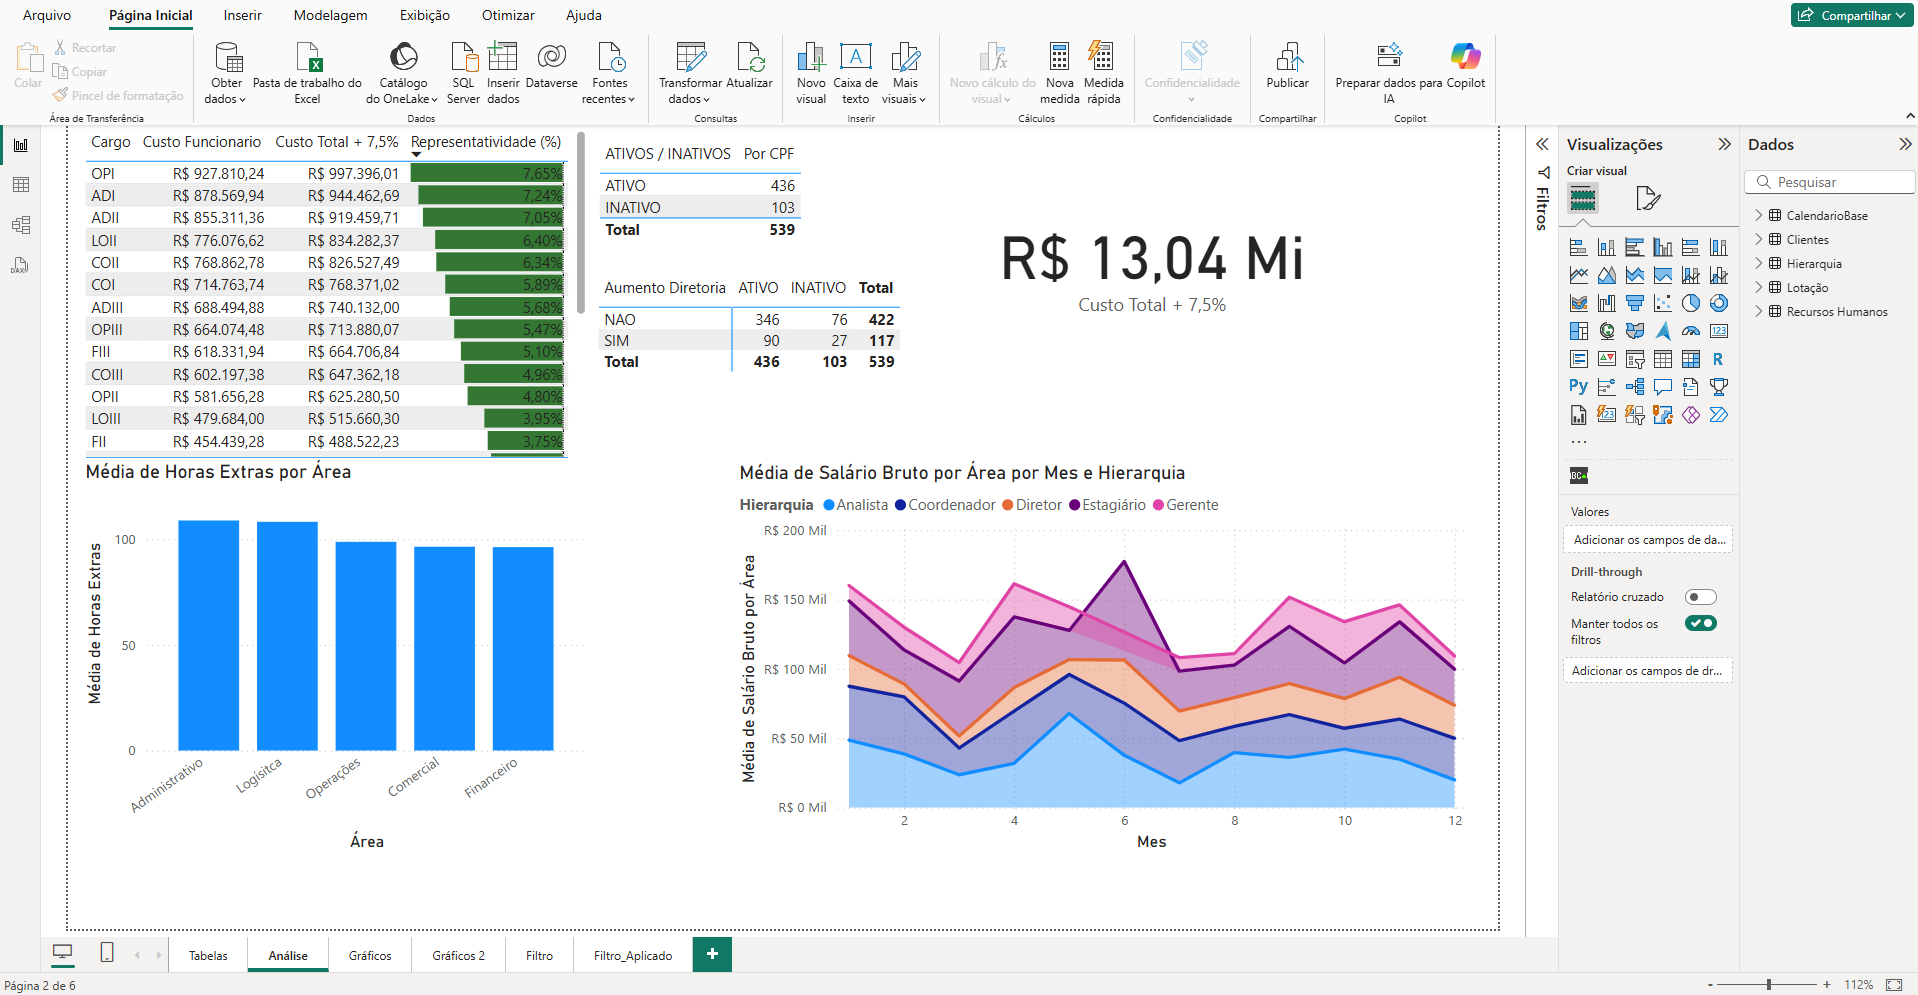 Arquivo Página Inicial Inserir Modelagem Exibição Otimizar Ajuda Compartilhar
Colar Recortar
Copiar
Pincel de formatação
Área de Transferência
Obter dados
Pasta de trabalho do Excel
Catálogo do OneLake
SQL Server
Inserir dados
Dataverse
Fontes recentes
Dados
Transformar dados
Atualizar
Consultas
Novo visual
Caixa de texto
Mais visuais
Inserir
Novo cálculo do visual
Nova medida
Medida rápida
Cálculos
Confidencialidade
Confidencialidade
Publicar
Compartilhar
Preparar dados para IA
Copilot
Copilot
Cargo Custo Funcionario Custo Total + 7,5% Representatividade (%)
OPI R$ 927.810,24 R$ 997.396,01 7,65%
ADI R$ 878.569,94 R$ 944.462,69 7,24%
ADII R$ 855.311,36 R$ 919.459,71 7,05%
LOII R$ 776.076,62 R$ 834.282,37 6,40%
COII R$ 768.862,78 R$ 826.527,49 6,34%
COI R$ 714.763,74 R$ 768.371,02 5,89%
ADIII R$ 688.494,88 R$ 740.132,00 5,68%
OPIII R$ 664.074,48 R$ 713.880,07 5,47%
FIII R$ 618.331,94 R$ 664.706,84 5,10%
COIII R$ 602.197,38 R$ 647.362,18 4,96%
OPII R$ 581.656,28 R$ 625.280,50 4,80%
LOIII R$ 479.684,00 R$ 515.660,30 3,95%
FII R$ 454.439,28 R$ 488.522,23 3,75%
ATIVOS / INATIVOS Por CPF
ATIVO 436
INATIVO 103
Total 539
Aumento Diretoria ATIVO INATIVO Total
NAO 346 76 422
SIM 90 27 117
Total 436 103 539
R$ 13,04 Mi
Custo Total + 7,5%
Média de Horas Extras por Área
Média de Horas Extras
100
50
0
Administrativo Logísitca Operações Comercial Financeiro
Área
Média de Salário Bruto por Área por Mes e Hierarquia
Hierarquia Analista Coordenador Diretor Estagiário Gerente
Média de Salário Bruto por Área
R$ 200 Mil
R$ 150 Mil
R$ 100 Mil
R$ 50 Mil
R$ 0 Mil
2 4 6 8 10 12
Mes
Filtros
Visualizações
Criar visual
123
R
Py
123
ABC
Valores
Adicionar os campos de da...
Drill-through
Relatório cruzado
Manter todos os
filtros
Adicionar os campos de dr...
Dados
Pesquisar
CalendarioBase
Clientes
Hierarquia
Lotação
Recursos Humanos
DAX
Tabelas Análise Gráficos Gráficos 2 Filtro Filtro_Aplicado +
Página 2 de 6 - + 112%